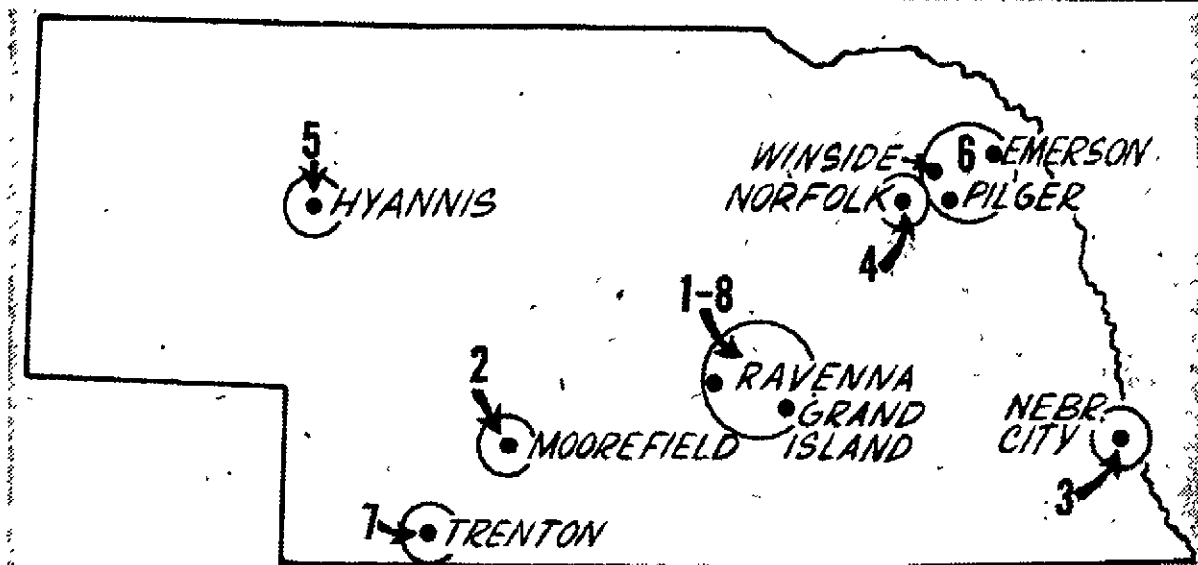 5
HYANNIS
WINSIDE
6
EMERSON
NORFOLK
PILGER
4
1-8
RAVENNA
GRAND
ISLAND
2
MOOREFIELD
NEBR.
CITY
3
7
TRENTON